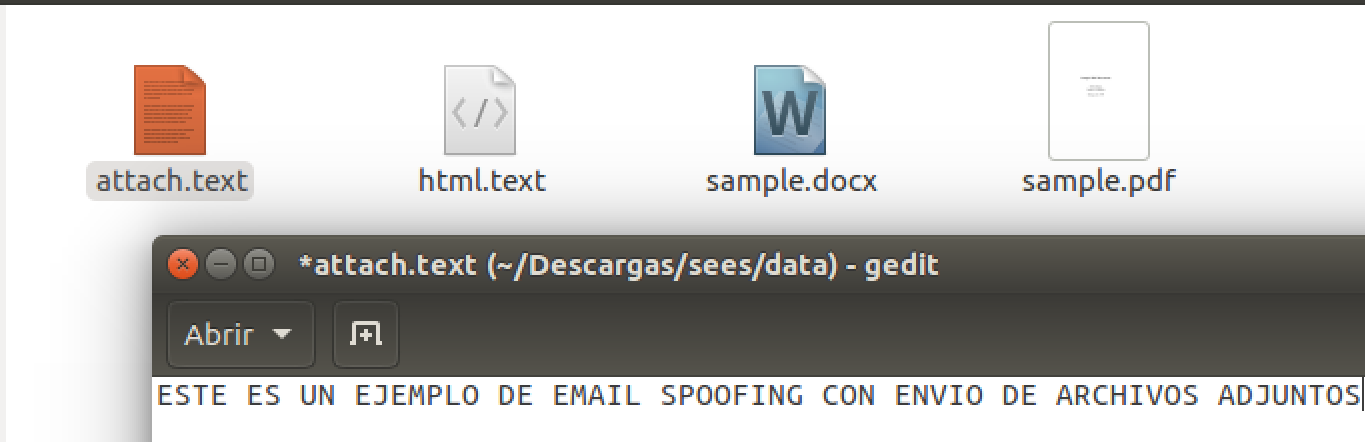 attach.text
html.text
W
sample.docx
sample.pdf
*attach.text (~/Descargas/sees/data) - gedit
Abrir
ESTE ES UN EJEMPLO DE EMAIL SPOOFING CON ENVIO DE ARCHIVOS ADJUNTOS